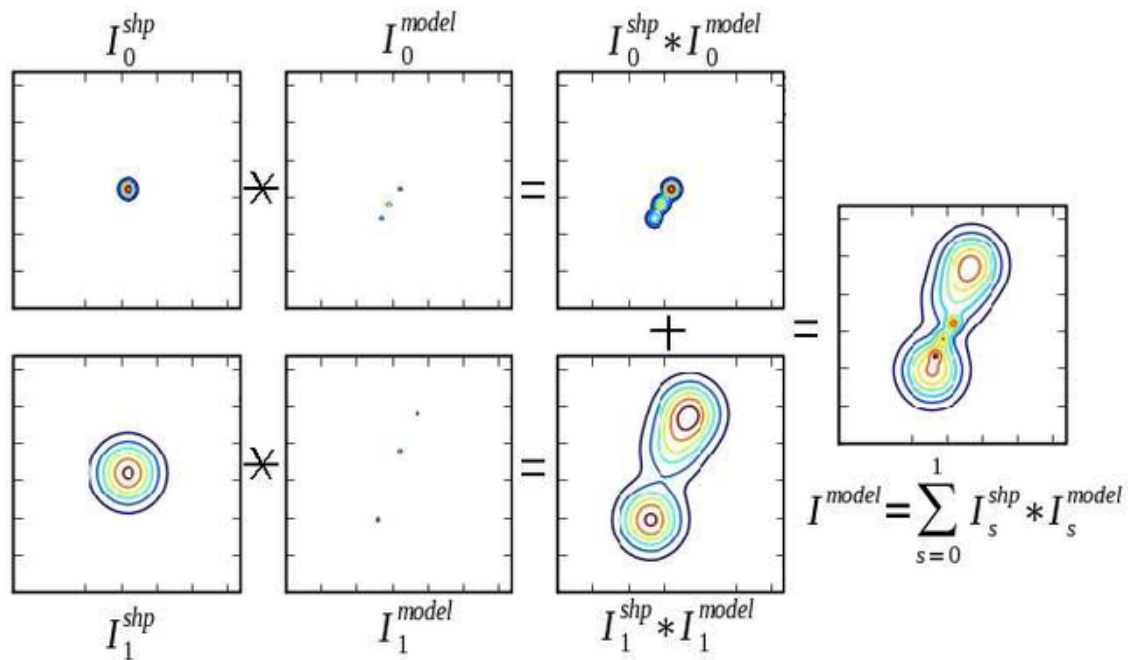 I_0^{shp} I_0^{model} I_0^{shp} * I_0^{model}
* =
+ =
* =
I^{model} = \sum_{s=0}^{1} I_s^{shp} * I_s^{model}
I_1^{shp} I_1^{model} I_1^{shp} * I_1^{model}